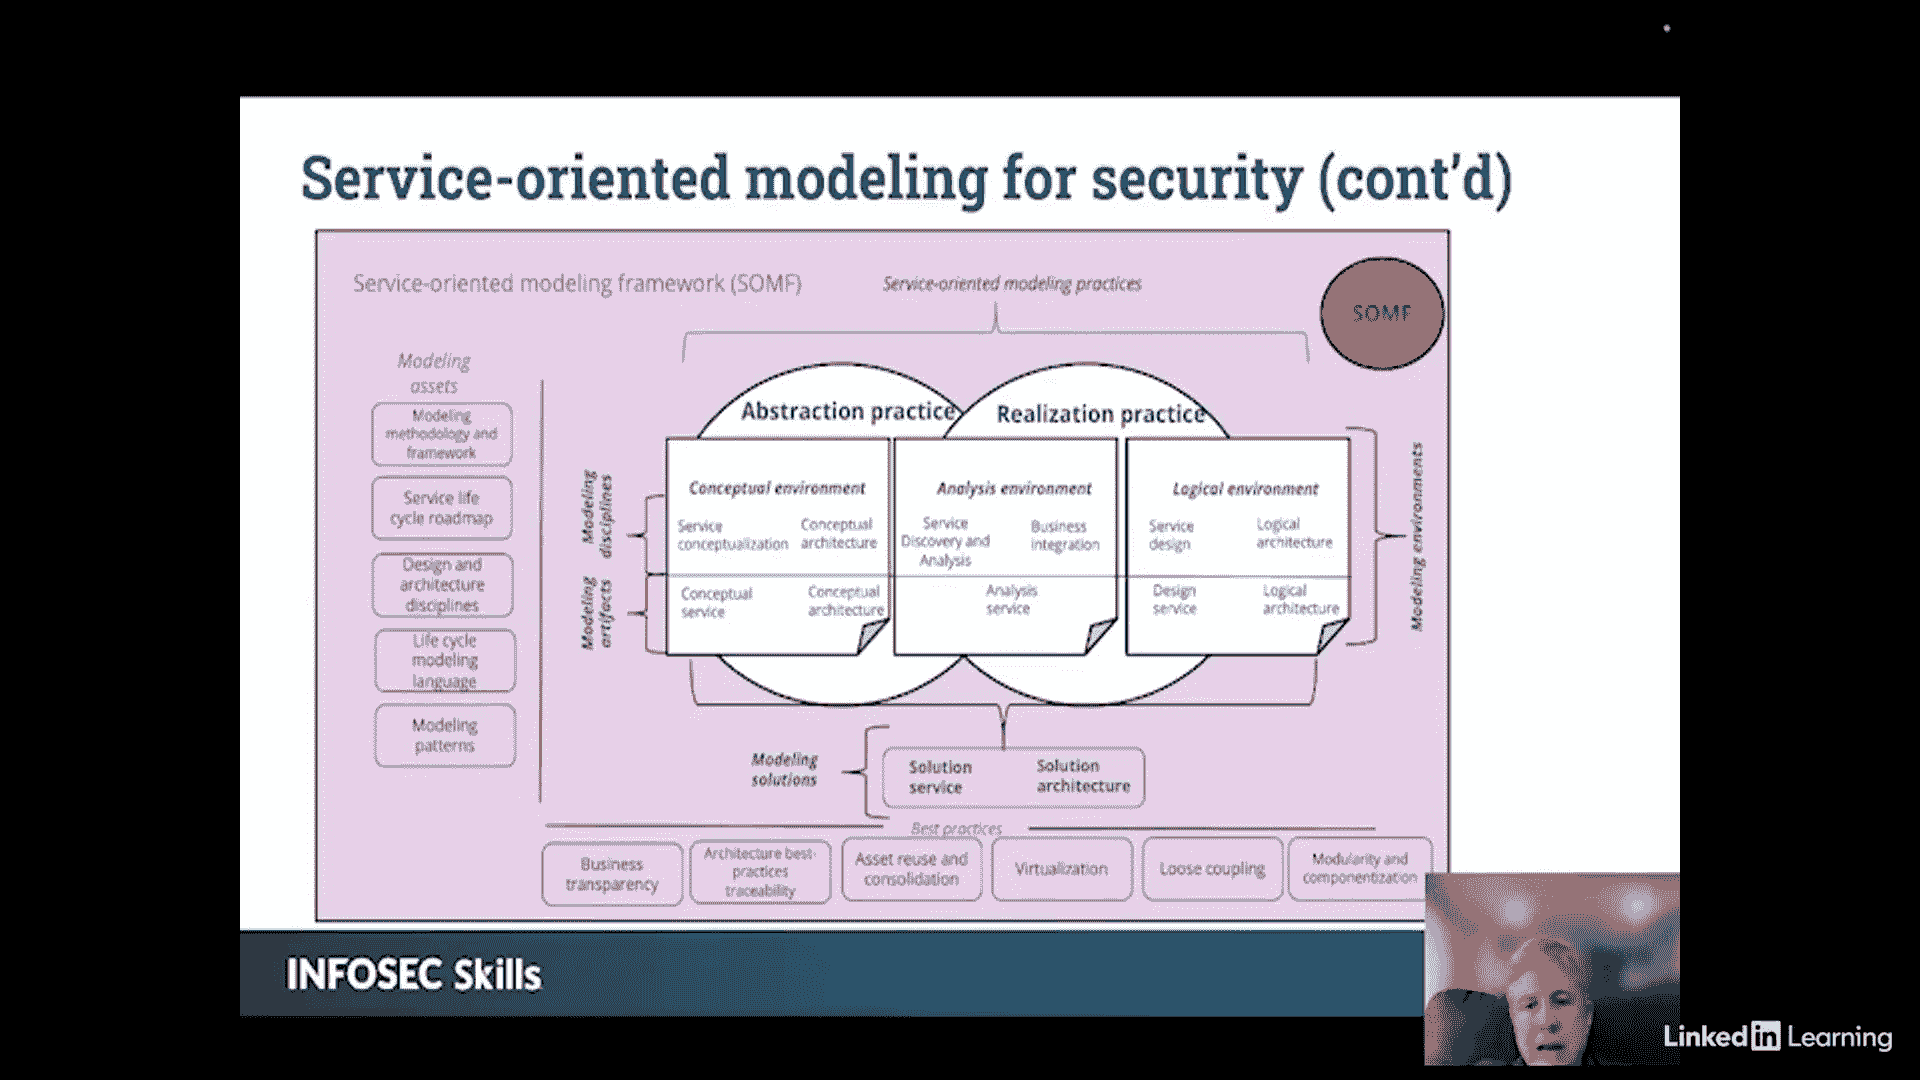 Service-oriented modeling for security (cont'd)
Service-oriented modeling framework (SOMF)
Service-oriented modeling practices
SOMF
Modeling
assets
Modeling
methodology and
framework
Service life
cycle roadmap
Design and
architecture
disciplines
Life cycle
modeling
language
Modeling
patterns
Abstraction practice
Realization practice
Modeling
disciplines
Modeling
artifacts
Conceptual environment
Service
conceptualization
Conceptual
architecture
Conceptual
service
Conceptual
architecture
Analysis environment
Service
Discovery and
Analysis
Business
integration
Analysis
service
Logical environment
Service
design
Logical
architecture
Design
service
Logical
architecture
Modeling environments
Modeling
solutions
Solution
service
Solution
architecture
Best practices
Business
transparency
Architecture best-
practices
traceability
Asset reuse and
consolidation
Virtualization
Loose coupling
Modularity and
componentization
INFOSEC Skills
Linked in Learning